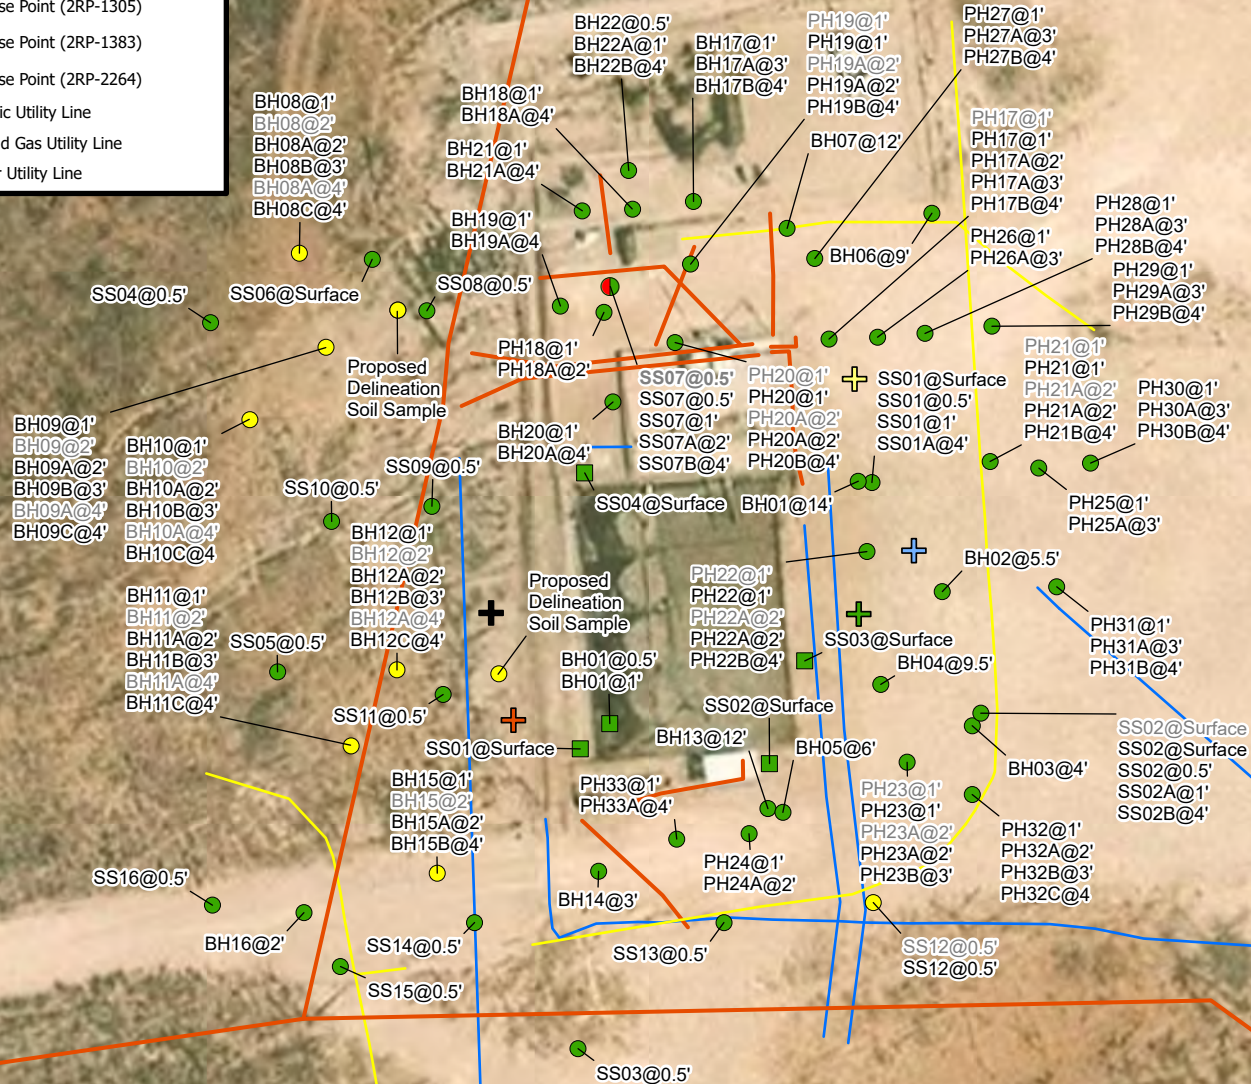 se Point (2RP-1305)
se Point (2RP-1383)
se Point (2RP-2264)
ic Utility Line
d Gas Utility Line
r Utility Line
BH08@1'
BH08@2'
BH08A@2'
BH08B@3'
BH08A@4'
BH08C@4'
BH22@0.5'
BH22A@1'
BH22B@4'
BH17@1'
BH17A@3'
BH17B@4'
PH19@1'
PH19@1'
PH19A@2'
PH19A@2'
PH19B@4'
PH27@1'
PH27A@3'
PH27B@4'
BH18@1'
BH18A@4'
BH21@1'
BH21A@4'
BH07@12'
PH17@1'
PH17@1'
PH17A@2'
PH17A@3'
PH17B@4'
BH19@1'
BH19A@4
PH28@1'
PH28A@3'
PH28B@4'
PH26@1'
PH26A@3'
BH06@9'
PH29@1'
PH29A@3'
PH29B@4'
SS04@0.5'
SS06@Surface
SS08@0.5'
Proposed
Delineation
Soil Sample
PH18@1'
PH18A@2'
SS07@0.5'
SS07@0.5'
SS07@1'
SS07A@2'
SS07B@4'
PH20@1'
PH20@1'
PH20A@2'
PH20A@2'
PH20B@4'
SS01@Surface
SS01@0.5'
SS01@1'
SS01A@4'
PH21@1'
PH21@1'
PH21A@2'
PH21A@2'
PH21B@4'
PH30@1'
PH30A@3'
PH30B@4'
BH09@1'
BH09@2'
BH09A@2'
BH09B@3'
BH09A@4'
BH09C@4'
BH10@1'
BH10@2'
BH10A@2'
BH10B@3'
BH10A@4'
BH10C@4
BH20@1'
BH20A@4'
SS09@0.5'
SS10@0.5'
SS04@Surface
BH01@14'
PH25@1'
PH25A@3'
BH12@1'
BH12@2'
BH12A@2'
BH12B@3'
BH12A@4'
BH12C@4'
Proposed
Delineation
Soil Sample
PH22@1'
PH22@1'
PH22A@2'
PH22A@2'
PH22B@4'
BH02@5.5'
BH11@1'
BH11@2'
BH11A@2'
BH11B@3'
BH11A@4'
BH11C@4'
SS05@0.5'
BH01@0.5'
BH01@1'
SS03@Surface
BH04@9.5'
PH31@1'
PH31A@3'
PH31B@4'
SS11@0.5'
SS01@Surface
SS02@Surface
BH13@12'
BH05@6'
SS02@Surface
SS02@Surface
SS02@0.5'
SS02A@1'
SS02B@4'
BH03@4'
BH15@1'
BH15@2'
BH15A@2'
BH15B@4'
PH33@1'
PH33A@4'
PH23@1'
PH23@1'
PH23A@2'
PH23A@2'
PH23B@3'
PH32@1'
PH32A@2'
PH32B@3'
PH32C@4
PH24@1'
PH24A@2'
SS16@0.5'
BH14@3'
BH16@2'
SS14@0.5'
SS13@0.5'
SS12@0.5'
SS12@0.5'
SS15@0.5'
SS03@0.5'